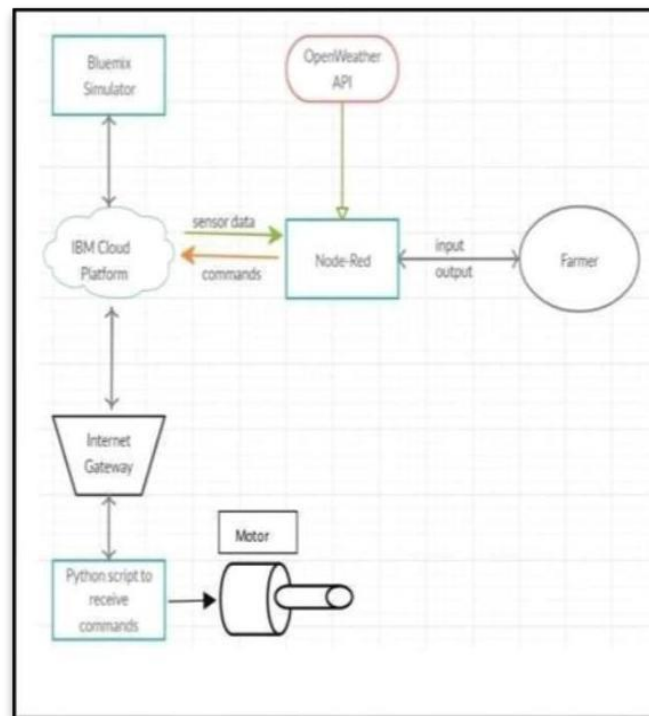 Bluemix
Simulator
OpenWeather
API
IBM Cloud
Platform
sensor data
commands
Node-Red
input
output
Farmer
Internet
Gateway
Motor
Python script to
receive
commands